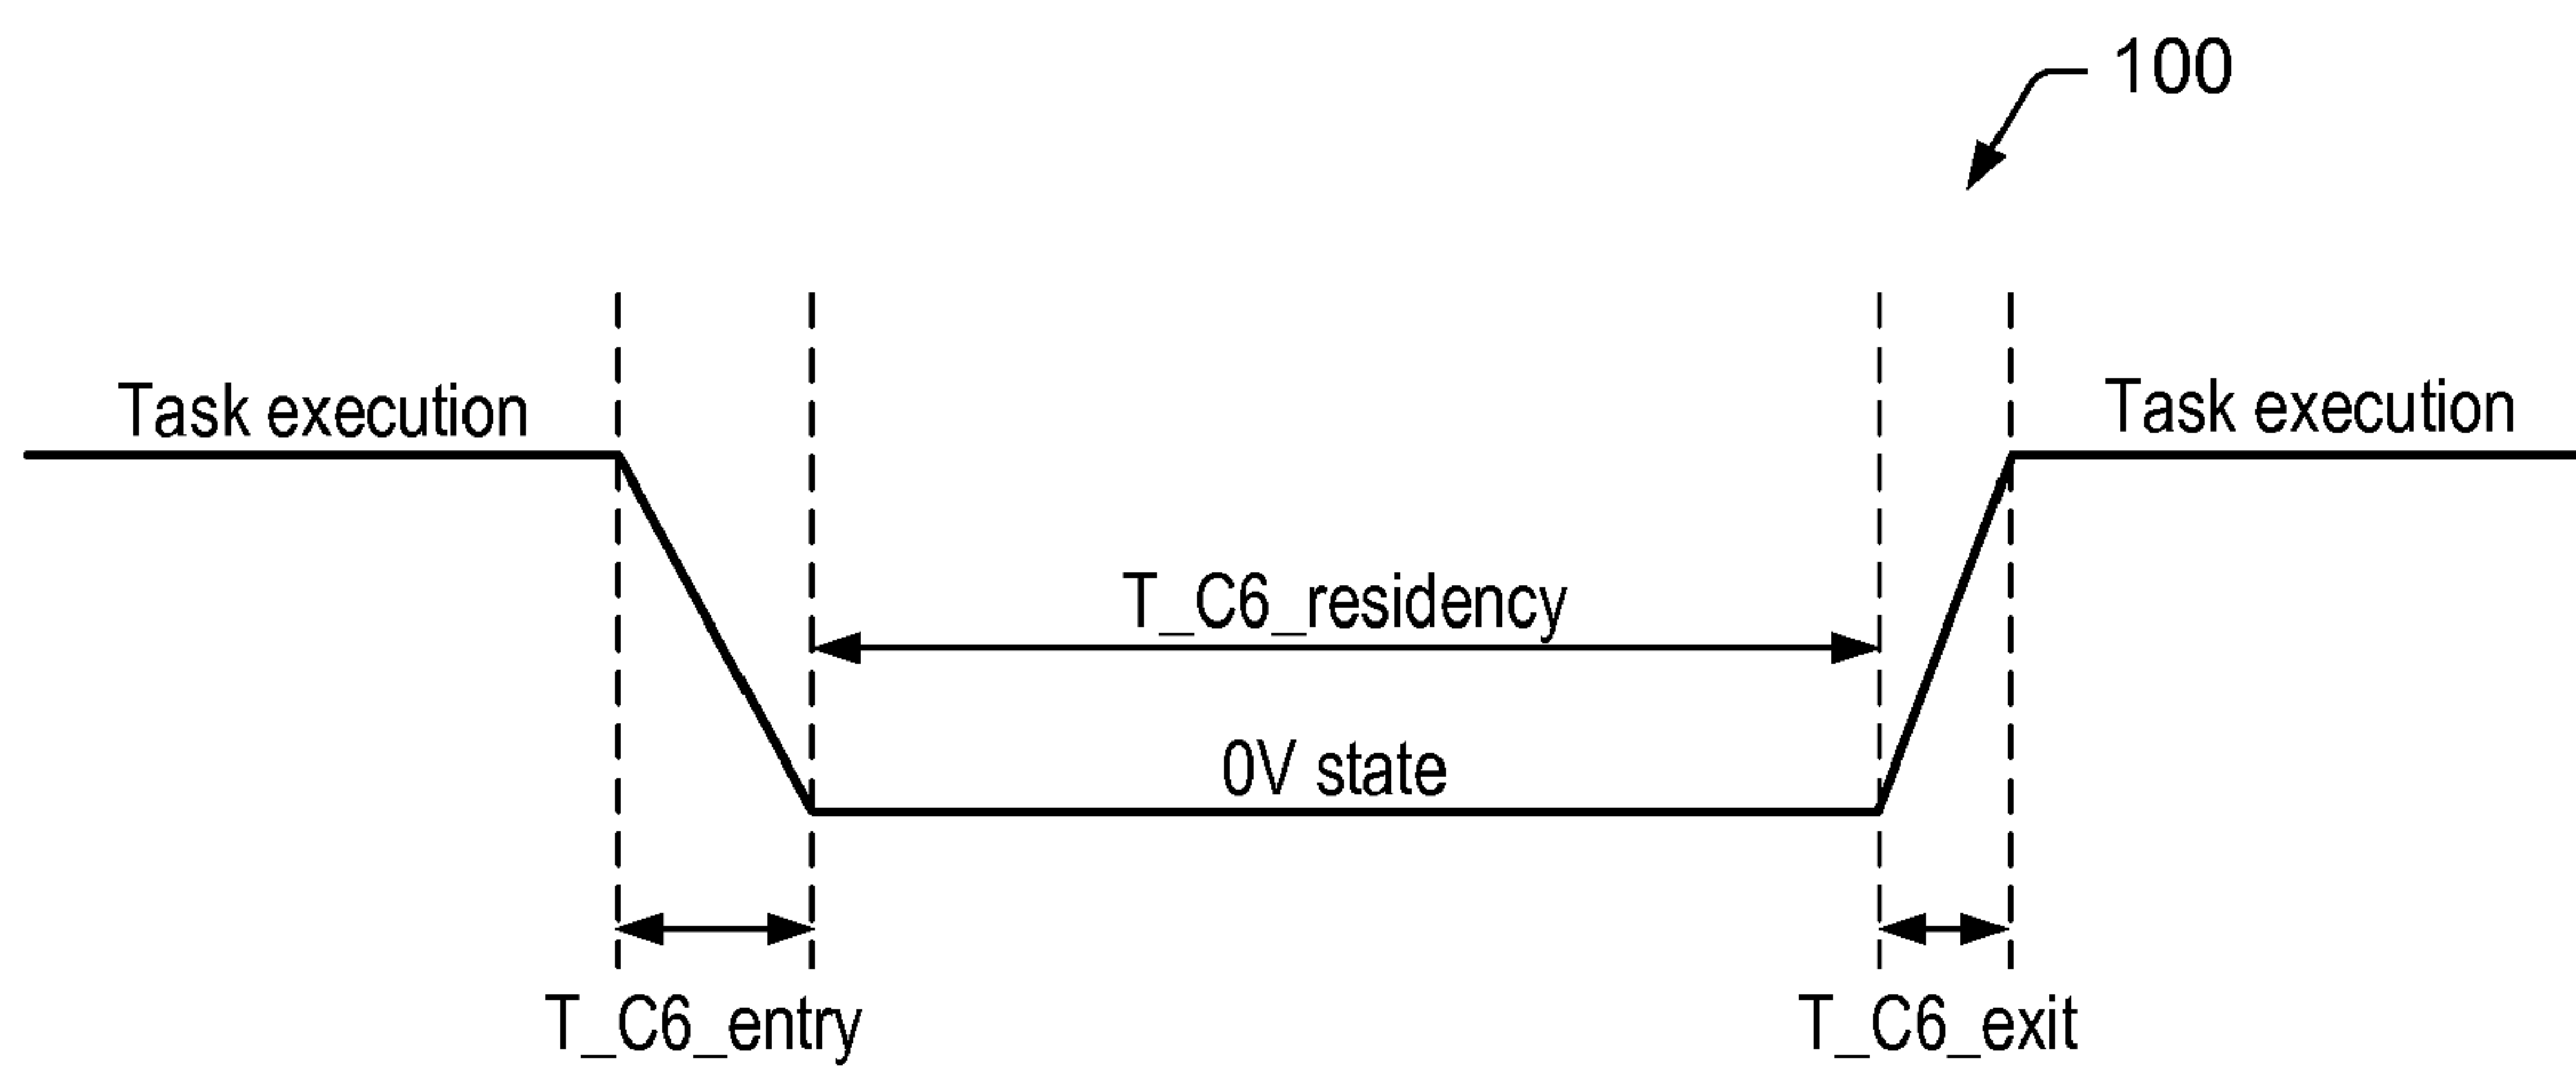 100
Task execution
Task execution
T_C6_residency
0V state
T_C6_entry
T_C6_exit